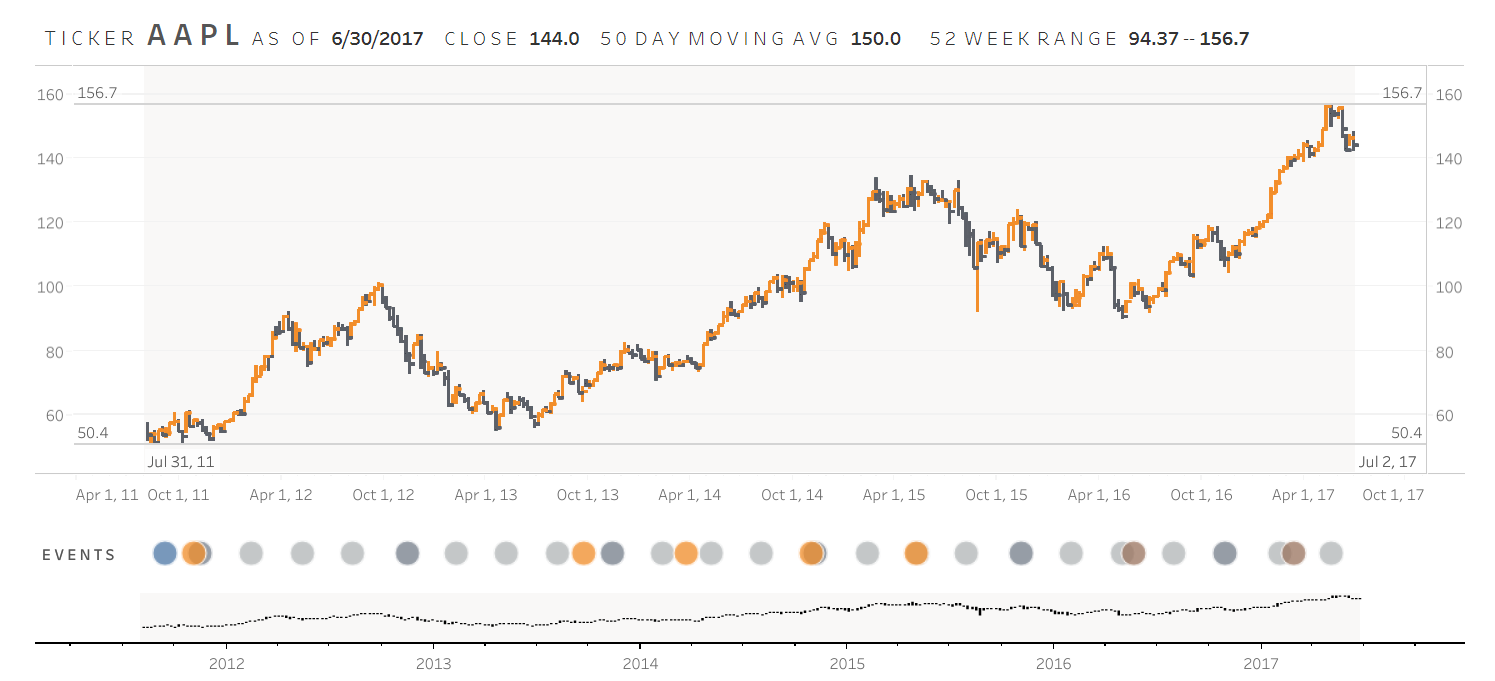 TICKER AAPL AS OF 6/30/2017 CLOSE 144.0 50 DAY MOVING AVG 150.0 52 WEEK RANGE 94.37 -- 156.7
160 156.7 156.7 160
140 140
120 120
100 100
80 80
60 60
50.4 50.4
Jul 31, 11 Jul 2, 17
Apr 1, 11 Oct 1, 11 Apr 1, 12 Oct 1, 12 Apr 1, 13 Oct 1, 13 Apr 1, 14 Oct 1, 14 Apr 1, 15 Oct 1, 15 Apr 1, 16 Oct 1, 16 Apr 1, 17 Oct 1, 17
EVENTS
2012 2013 2014 2015 2016 2017